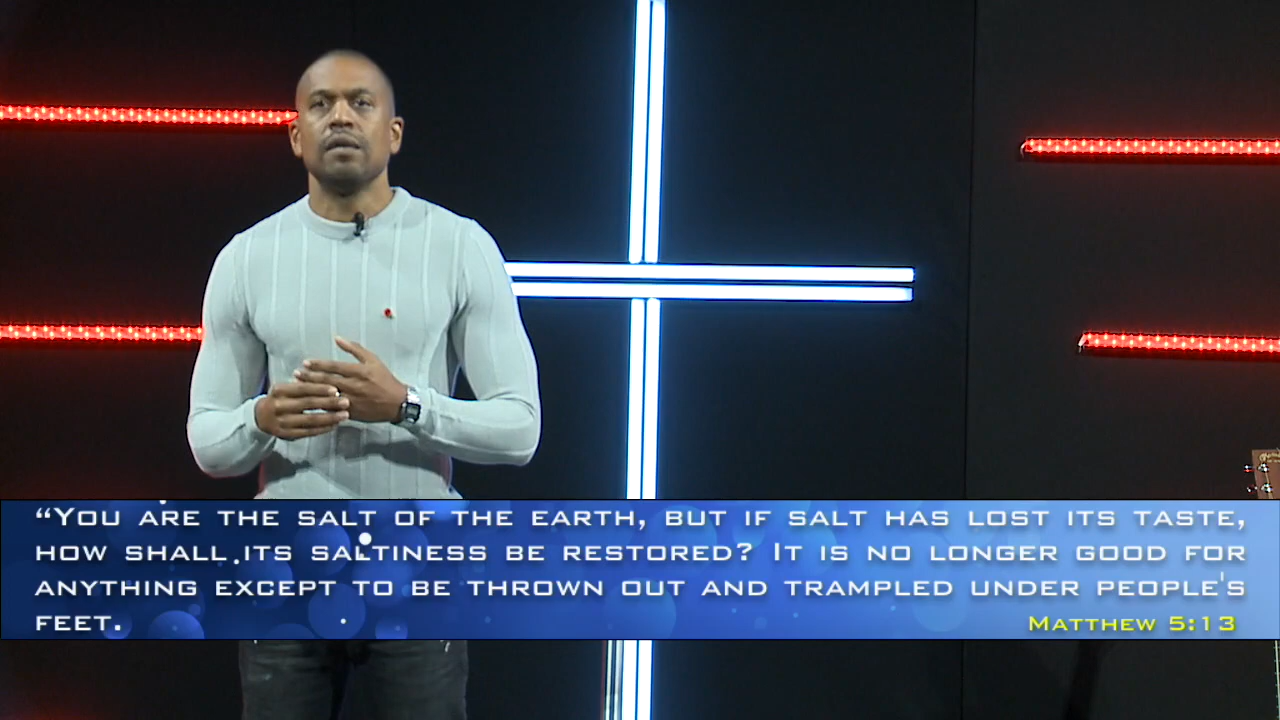 “You are the salt of the earth, but if salt has lost its taste,
how shall its saltiness be restored? It is no longer good for
anything except to be thrown out and trampled under people's
feet.
Matthew 5:13